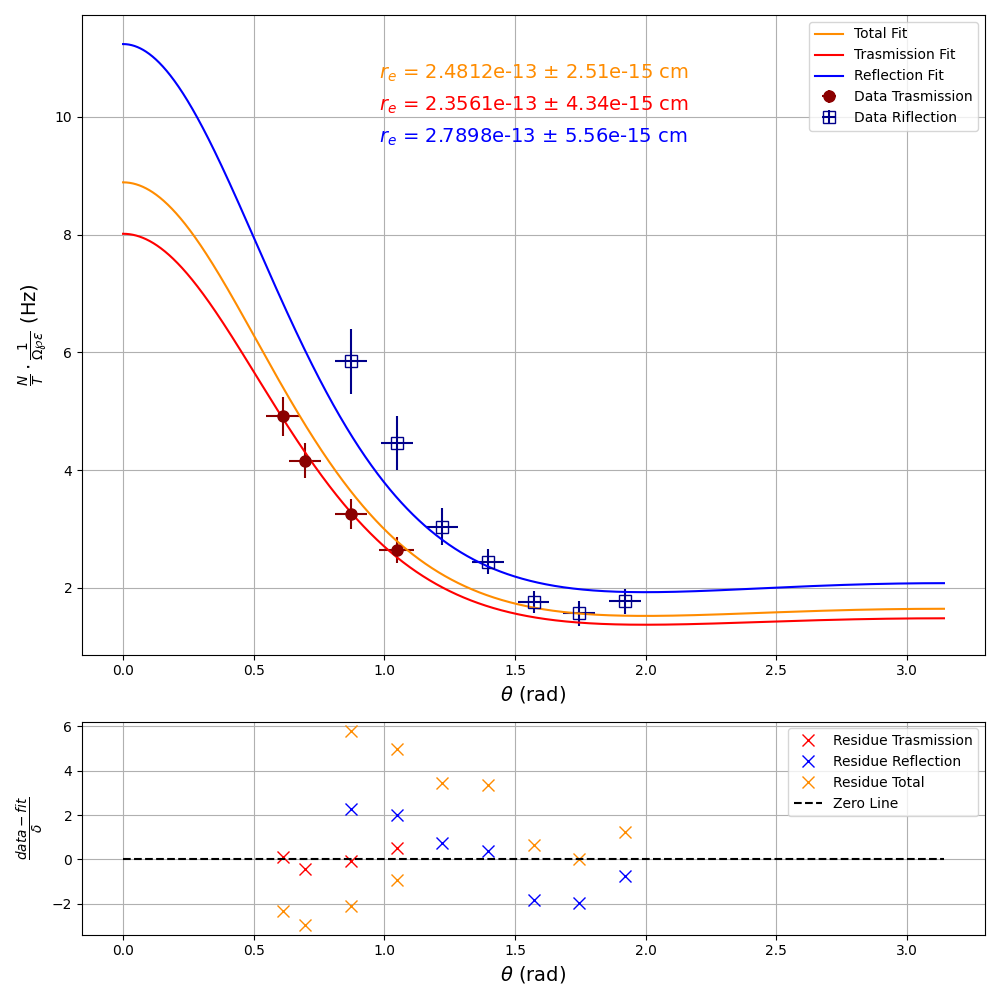 Total Fit
Trasmission Fit
Reflection Fit
Data Trasmission
Data Riflection
r_e = 2.4812e-13 ± 2.51e-15 cm
r_e = 2.3561e-13 ± 4.34e-15 cm
r_e = 2.7898e-13 ± 5.56e-15 cm
10
8
6
4
2
N/T · 1/Ω℘ε (Hz)
0.0 0.5 1.0 1.5 2.0 2.5 3.0
θ (rad)
Residue Trasmission
Residue Reflection
Residue Total
Zero Line
6
4
2
0
−2
data − fit / δ
0.0 0.5 1.0 1.5 2.0 2.5 3.0
θ (rad)